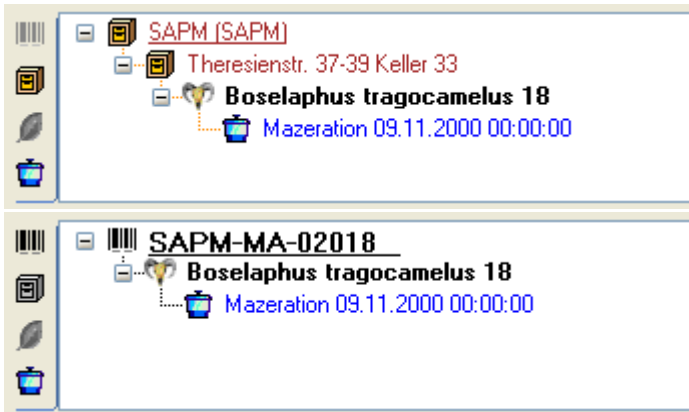 SAPM (SAPM)
Theresienstr. 37-39 Keller 33
Boselaphus tragocamelus 18
Mazeration 09.11.2000 00:00:00
SAPM-MA-02018
Boselaphus tragocamelus 18
Mazeration 09.11.2000 00:00:00